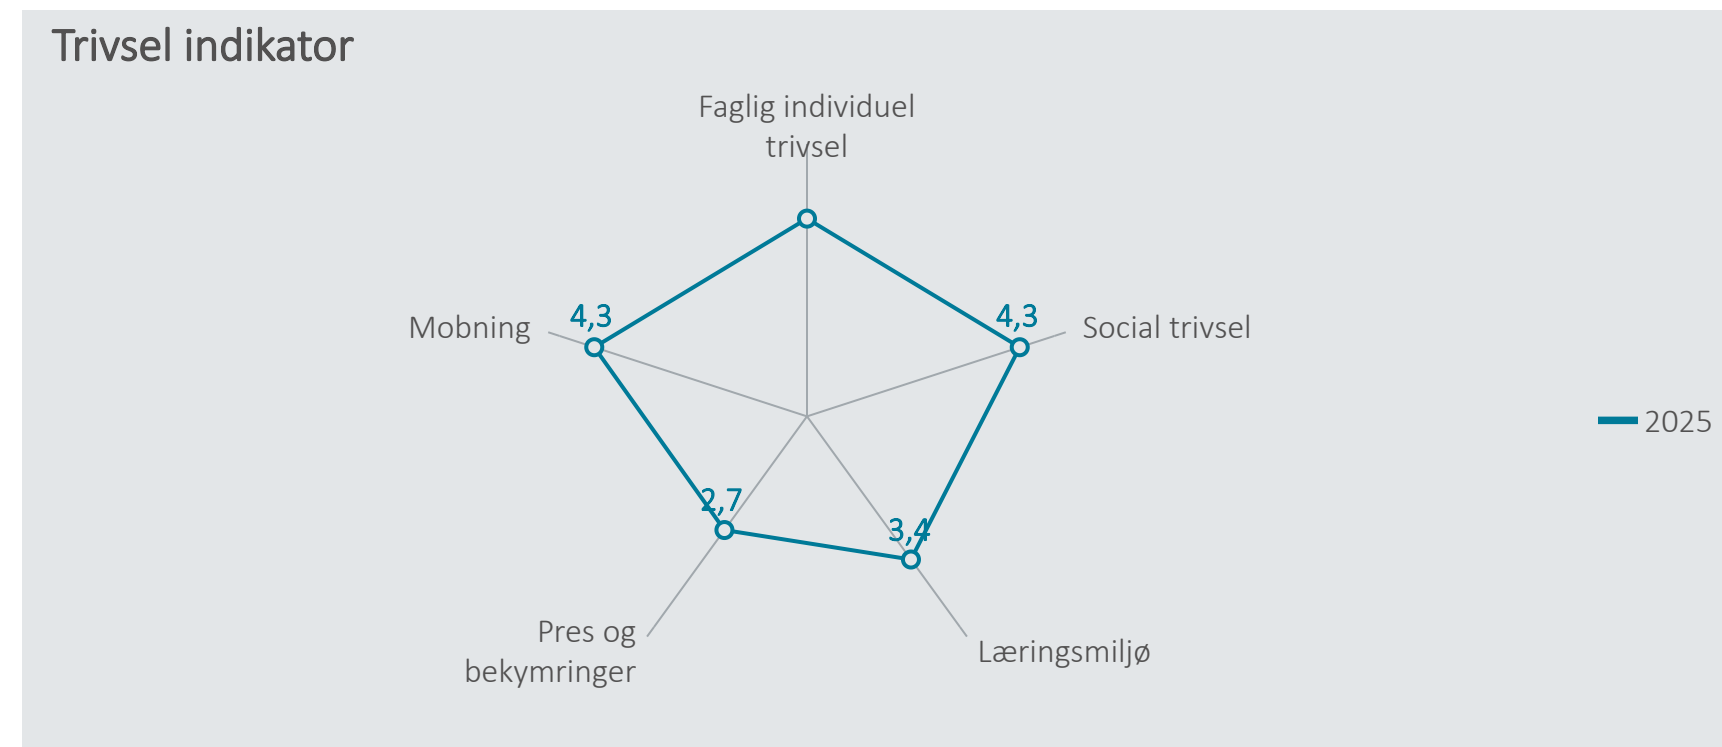 Trivsel indikator
Faglig individuel
trivsel
4,3
4,3
Mobning
Social trivsel
2025
2,7
3,4
Pres og
bekymringer
Læringsmiljø